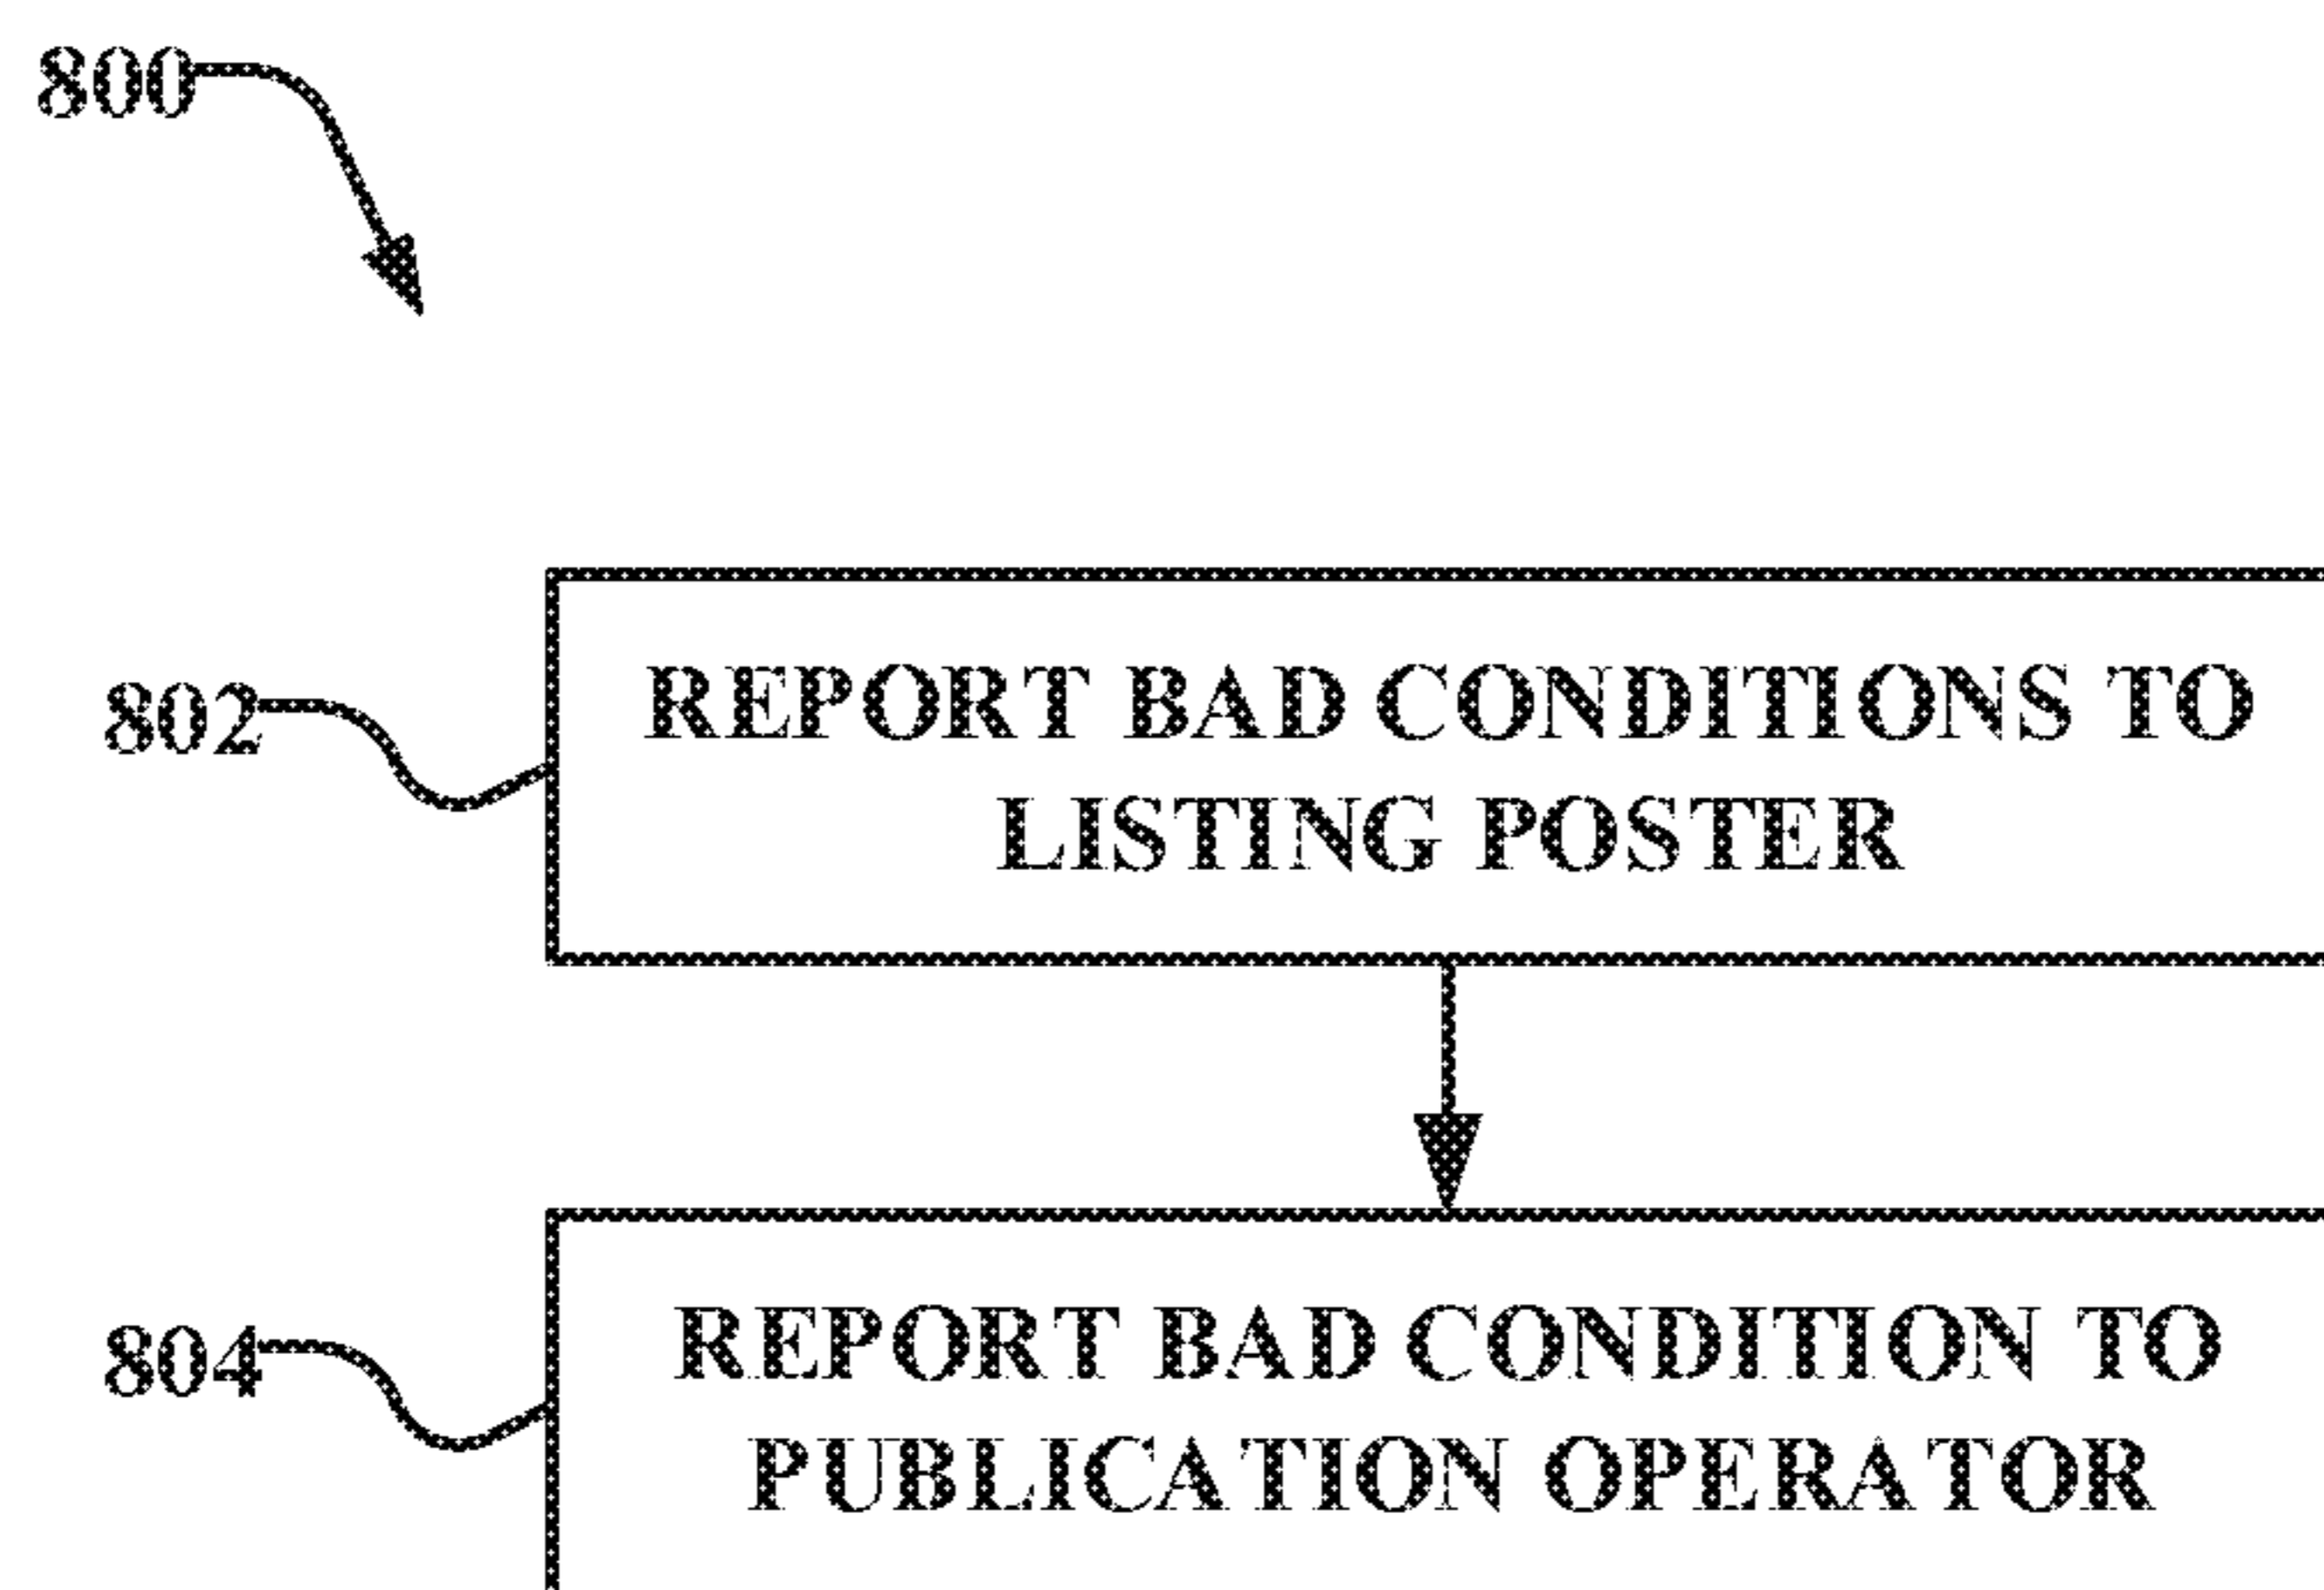 800
802
REPORT BAD CONDITIONS TO
LISTING POSTER
804
REPORT BAD CONDITION TO
PUBLICATION OPERATOR